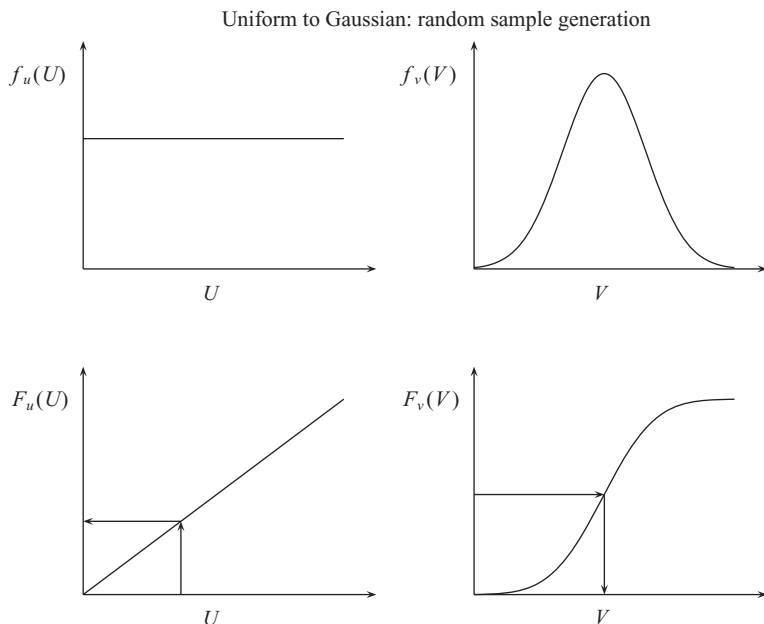 Uniform to Gaussian: random sample generation
f_u(U)
f_v(V)
U
V
F_u(U)
F_v(V)
U
V